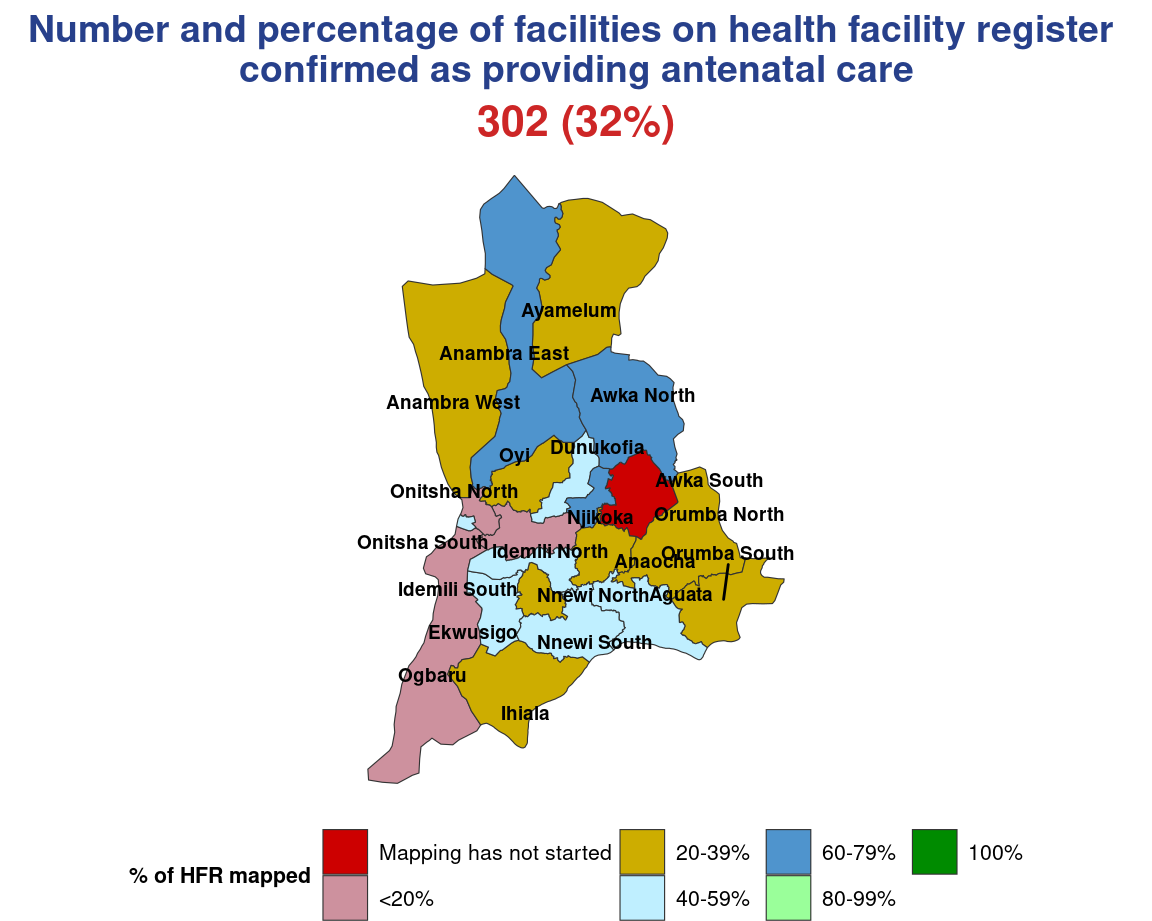 Number and percentage of facilities on health facility register
confirmed as providing antenatal care
302 (32%)
Ayamelum
Anambra East
Awka North
Anambra West
Dunukofia
Oyi
Awka South
Onitsha North
Njikoka
Orumba North
Onitsha South
Idemili North
Orumba South
Anaocha
Idemili South
Nnewi North
Aguata
Ekwusigo
Nnewi South
Ogbaru
Ihiala
% of HFR mapped
Mapping has not started
<20%
20-39%
40-59%
60-79%
80-99%
100%